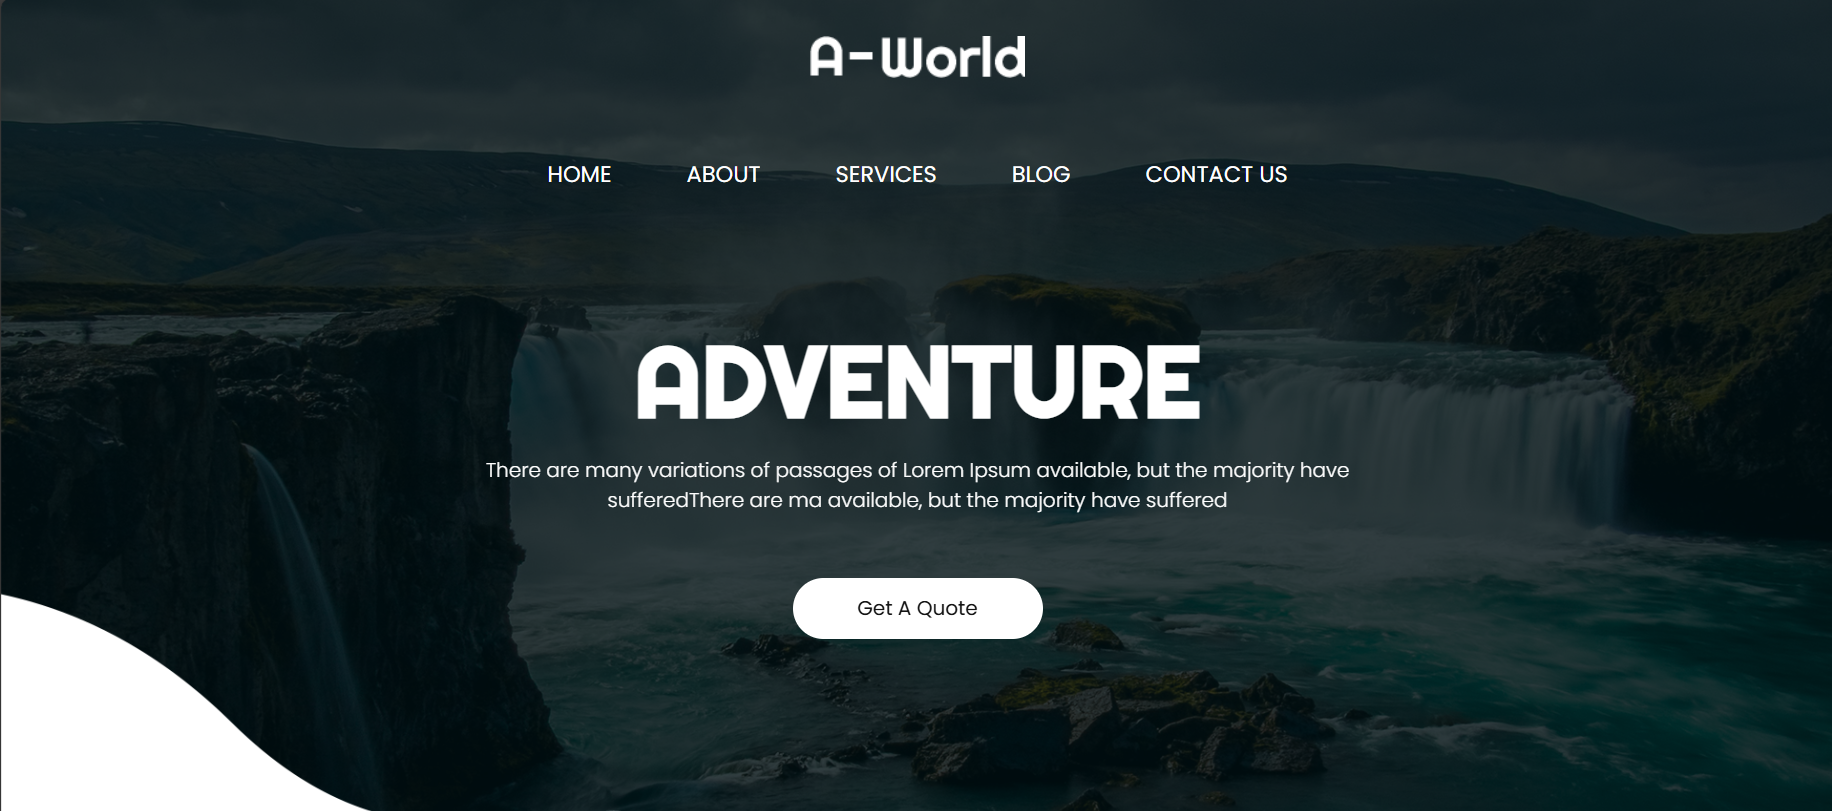 A-World
HOME ABOUT SERVICES BLOG CONTACT US
ADVENTURE
There are many variations of passages of Lorem Ipsum available, but the majority have
sufferedThere are ma available, but the majority have suffered
Get A Quote